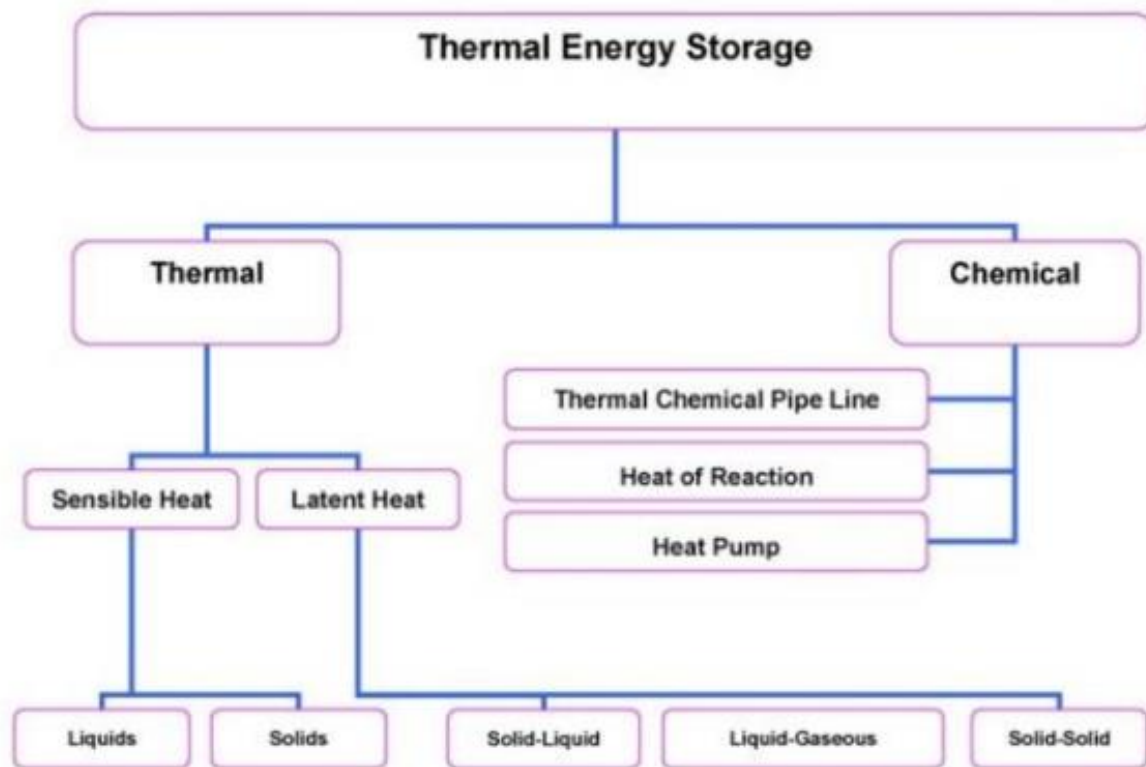 Thermal Energy Storage
Thermal
Chemical
Thermal Chemical Pipe Line
Heat of Reaction
Heat Pump
Sensible Heat
Latent Heat
Liquids
Solids
Solid-Liquid
Liquid-Gaseous
Solid-Solid